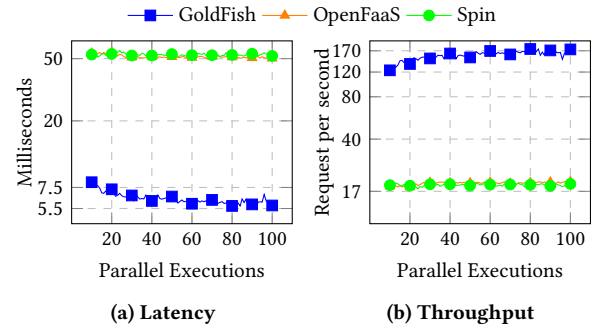 GoldFish OpenFaaS Spin
Milliseconds
50
20
7.5
5.5
20 40 60 80 100
Parallel Executions
(a) Latency
Request per second
170
120
80
40
17
20 40 60 80 100
Parallel Executions
(b) Throughput